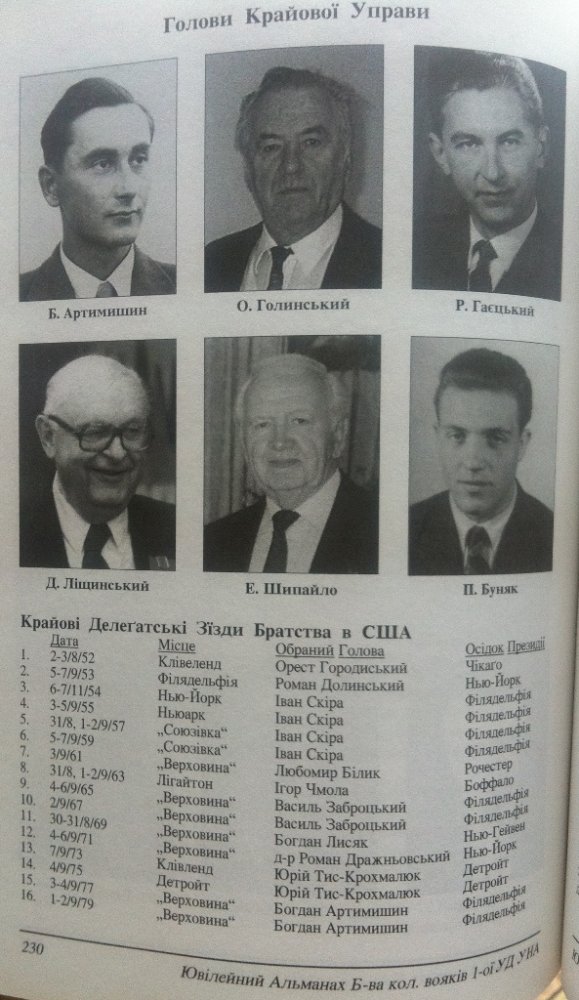 Голови Крайової Управи
Б. Артимишин
О. Голинський
Р. Гаєцький
Д. Ліщинський
Е. Шипайло
П. Буняк
Крайові Делеґатські Зїзди Братства в США
Дата Місце Обраний Голова Осідок Президії
1. 2-3/8/52 Клівеленд Орест Городиський Чікаґо
2. 5-7/9/53 Філядельфія Роман Долинський Нью-Йорк
3. 6-7/11/54 Нью-Йорк Іван Скіра Філядельфія
4. 3-5/9/55 Ньюарк Іван Скіра Філядельфія
5. 31/8, 1-2/9/57 „Союзівка“ Іван Скіра Філядельфія
6. 5-7/9/59 „Союзівка“ Іван Скіра Філядельфія
7. 3/9/61 „Верховина“ Любомир Білик Рочестер
8. 31/8, 1-2/9/63 Лігайтон Ігор Чмола Боффало
9. 4-6/9/65 „Верховина“ Василь Заброцький Філядельфія
10. 2/9/67 „Верховина“ Василь Заброцький Філядельфія
11. 30-31/8/69 „Верховина“ Богдан Лисяк Нью-Гейвен
12. 4-6/9/71 „Верховина“ д-р Роман Дражньовський Нью-Йорк
13. 7/9/73 Клівленд Юрій Тис-Крохмалюк Детройт
14. 4/9/75 Детройт Юрій Тис-Крохмалюк Детройт
15. 3-4/9/77 „Верховина“ Богдан Артимишин Філядельфія
16. 1-2/9/79 „Верховина“ Богдан Артимишин Філядельфія
230
Ювілейний Альманах Б-ва кол. вояків 1-ої УД УНА